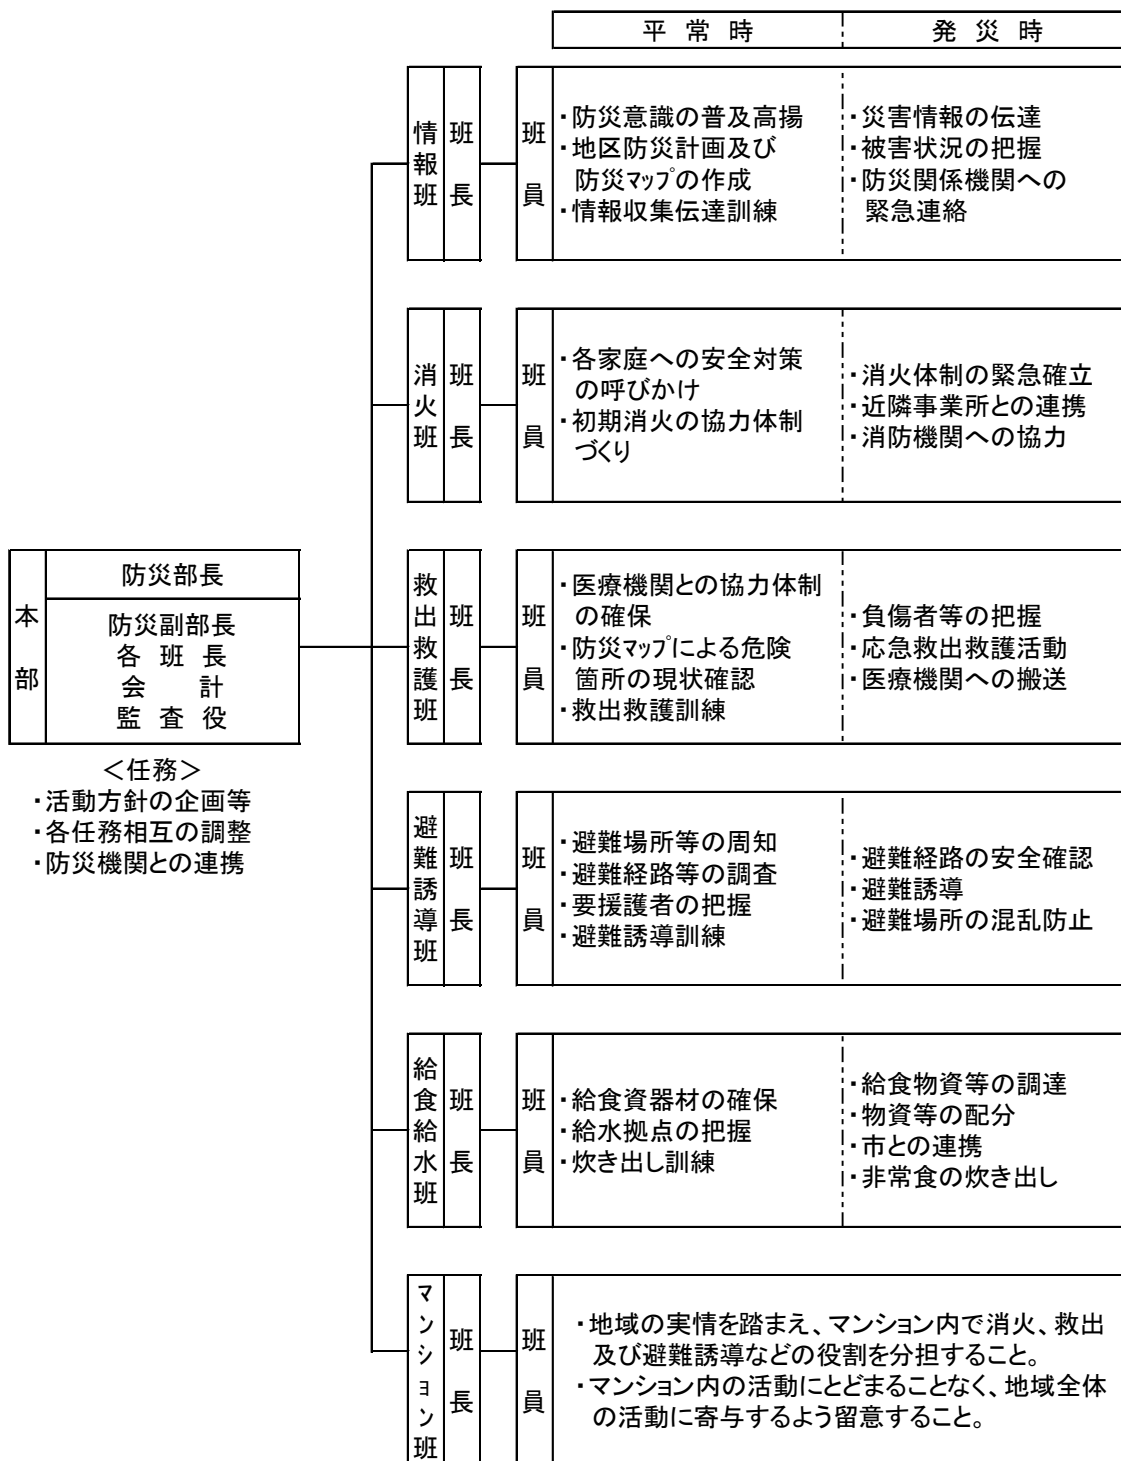 平常時 発災時
情報班 班長 班員
・防災意識の普及高揚
・地区防災計画及び
防災マップの作成
・情報収集伝達訓練
・災害情報の伝達
・被害状況の把握
・防災関係機関への
緊急連絡
消火班 班長 班員
・各家庭への安全対策
の呼びかけ
・初期消火の協力体制
づくり
・消火体制の緊急確立
・近隣事業所との連携
・消防機関への協力
本部
防災部長
防災副部長
各班長
会計
監査役
＜任務＞
・活動方針の企画等
・各任務相互の調整
・防災機関との連携
救出救護班 班長 班員
・医療機関との協力体制
の確保
・防災マップによる危険
箇所の現状確認
・救出救護訓練
・負傷者等の把握
・応急救出救護活動
・医療機関への搬送
避難誘導班 班長 班員
・避難場所等の周知
・避難経路等の調査
・要援護者の把握
・避難誘導訓練
・避難経路の安全確認
・避難誘導
・避難場所の混乱防止
給食給水班 班長 班員
・給食資器材の確保
・給水拠点の把握
・炊き出し訓練
・給食物資等の調達
・物資等の配分
・市との連携
・非常食の炊き出し
マンション班 班長 班員
・地域の実情を踏まえ、マンション内で消火、救出
及び避難誘導などの役割を分担すること。
・マンション内の活動にとどまることなく、地域全体
の活動に寄与するよう留意すること。